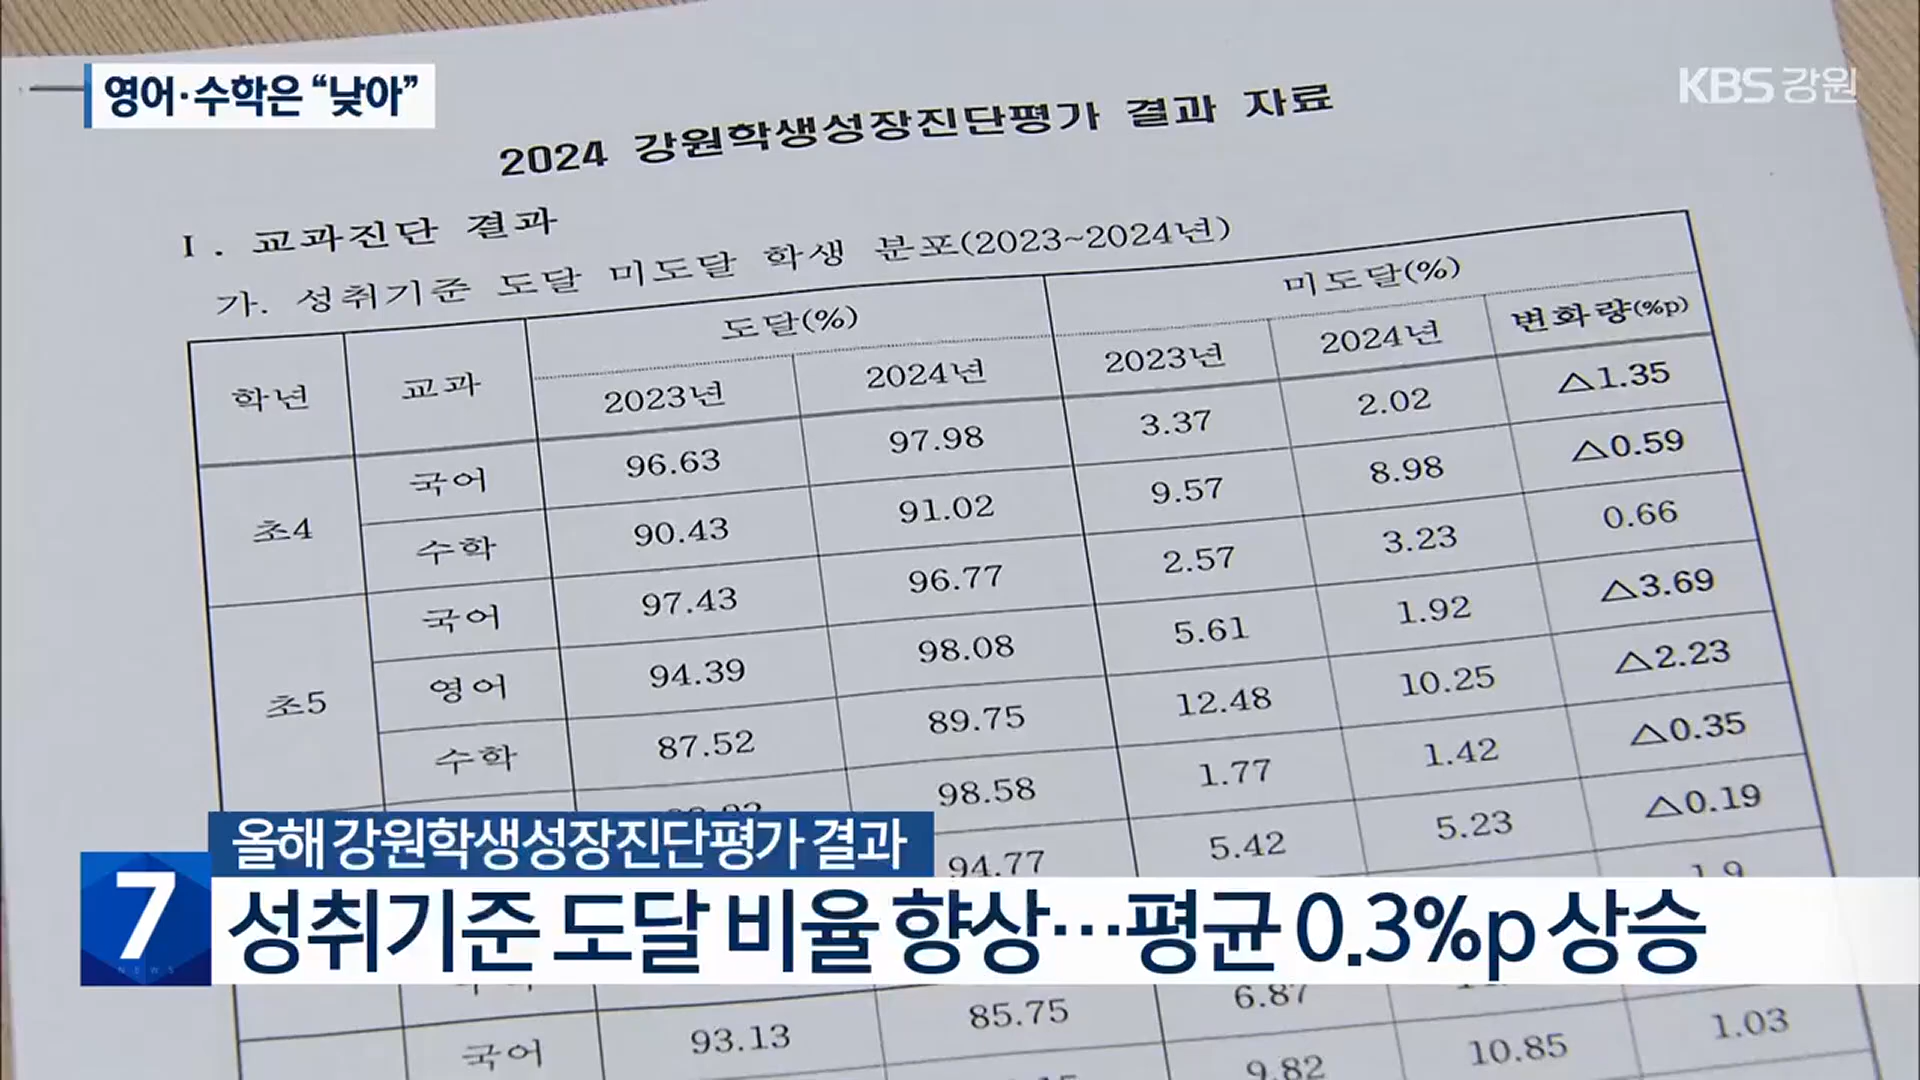 영어·수학은 “낮아”
KBS 강원
2024 강원학생성장진단평가 결과 자료
I. 교과진단 결과
가. 성취기준 도달 미도달 학생 분포(2023~2024년)
학년 교과 도달(%) 미도달(%)
2023년 2024년 2023년 2024년 변화량(%p)
초4 국어 96.63 97.98 3.37 2.02 △1.35
수학 90.43 91.02 9.57 8.98 △0.59
초5 국어 97.43 96.77 2.57 3.23 0.66
영어 94.39 98.08 5.61 1.92 △3.69
수학 87.52 89.75 12.48 10.25 △2.23
98.58 1.77 1.42 △0.35
94.77 5.42 5.23 △0.19
1.9
올해 강원학생성장진단평가 결과
7
NEWS
성취기준 도달 비율 향상…평균 0.3%p 상승
85.75 6.87
국어 93.13 9.82 10.85 1.03